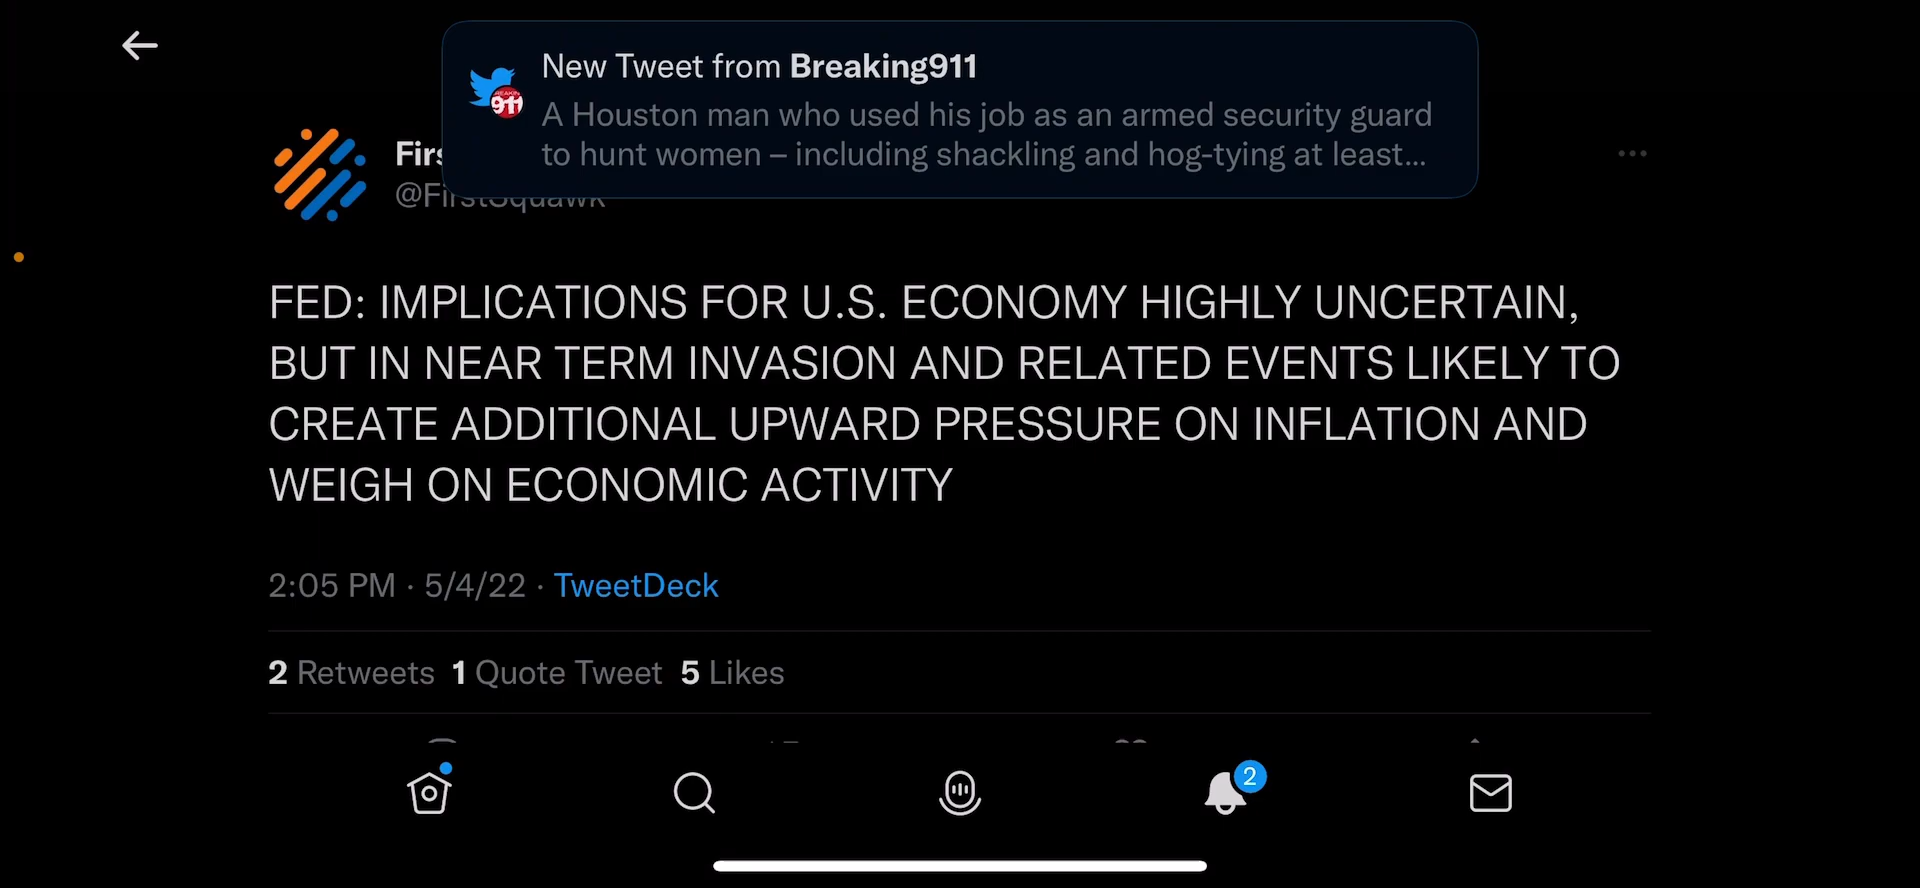 New Tweet from Breaking911
A Houston man who used his job as an armed security guard
to hunt women – including shackling and hog-tying at least...
911
@FirstSquawk
FED: IMPLICATIONS FOR U.S. ECONOMY HIGHLY UNCERTAIN,
BUT IN NEAR TERM INVASION AND RELATED EVENTS LIKELY TO
CREATE ADDITIONAL UPWARD PRESSURE ON INFLATION AND
WEIGH ON ECONOMIC ACTIVITY
2:05 PM · 5/4/22 · TweetDeck
2 Retweets 1 Quote Tweet 5 Likes
2